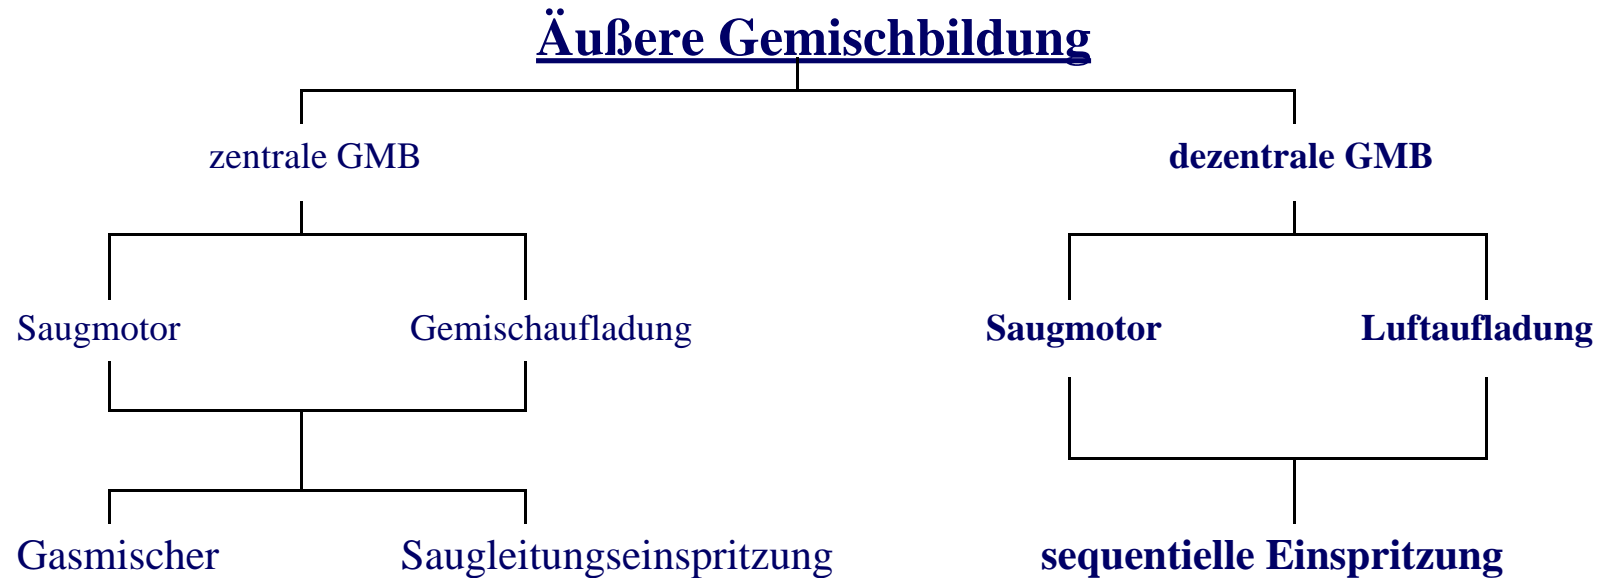 Äußere Gemischbildung
zentrale GMB
dezentrale GMB
Saugmotor
Gemischaufladung
Saugmotor
Luftaufladung
Gasmischer
Saugleitungseinspritzung
sequentielle Einspritzung